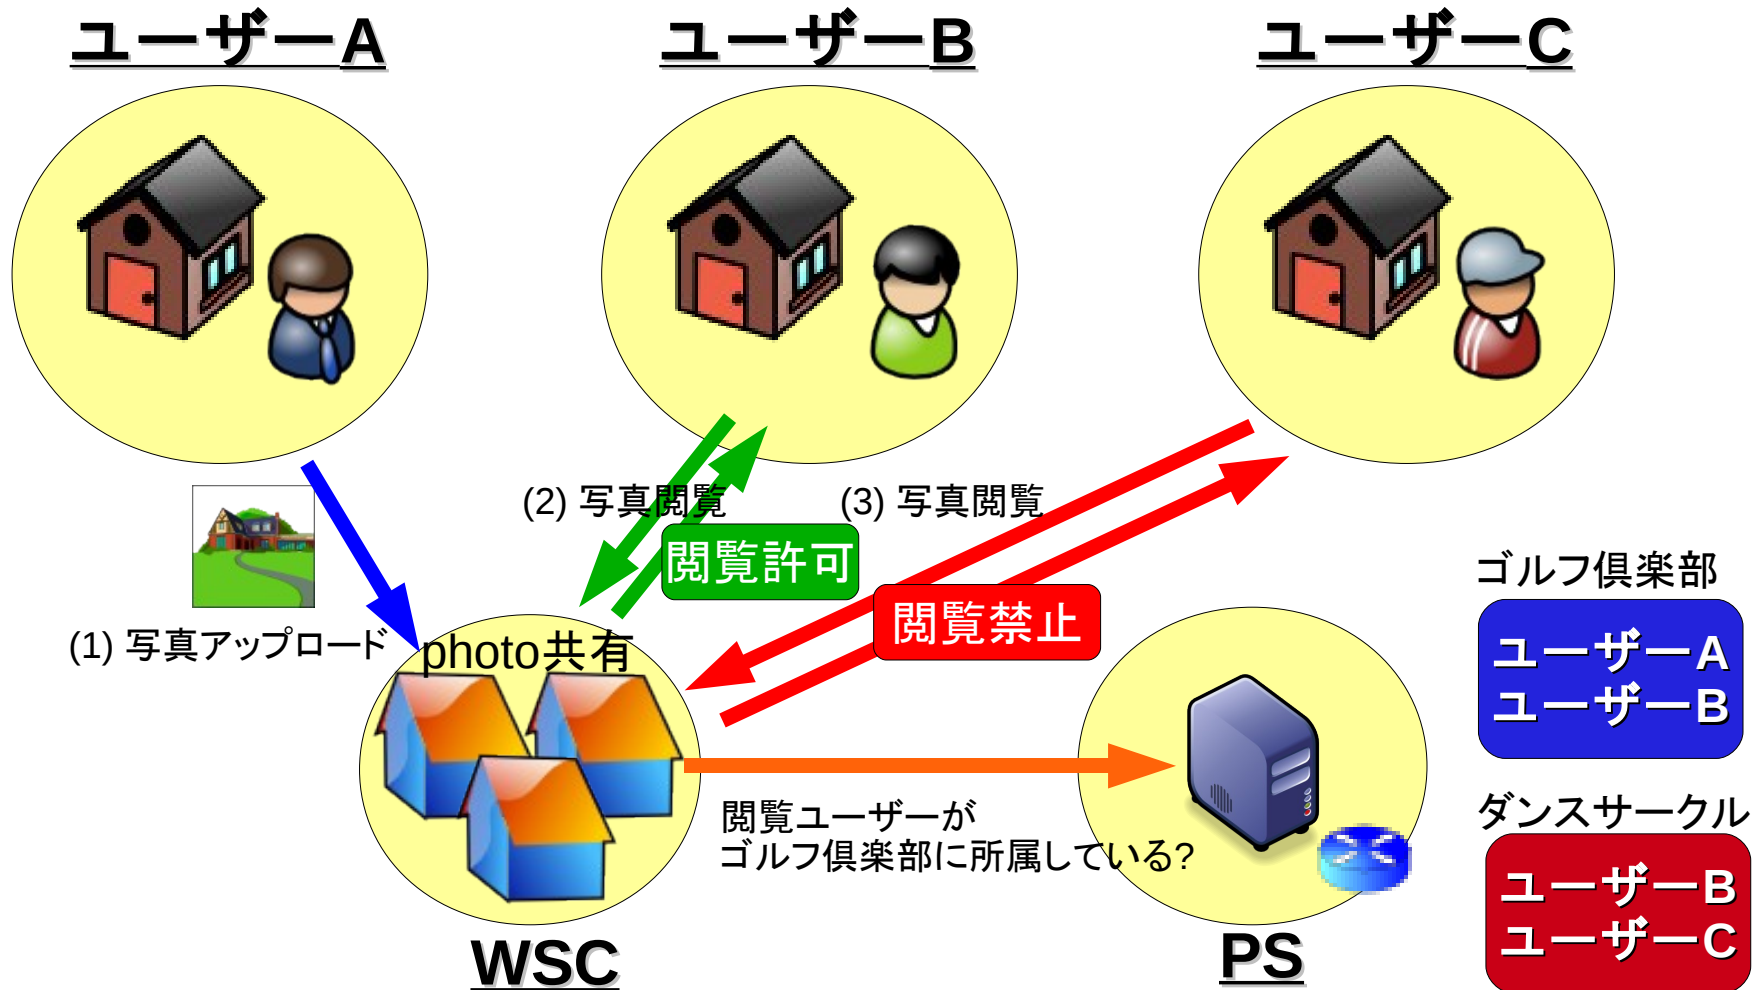 ユーザーA
ユーザーB
ユーザーC
(2) 写真閲覧
(3) 写真閲覧
閲覧許可
閲覧禁止
(1) 写真アップロード
photo共有
閲覧ユーザーが
ゴルフ倶楽部に所属している?
WSC
PS
ゴルフ倶楽部
ユーザーA
ユーザーB
ダンスサークル
ユーザーB
ユーザーC